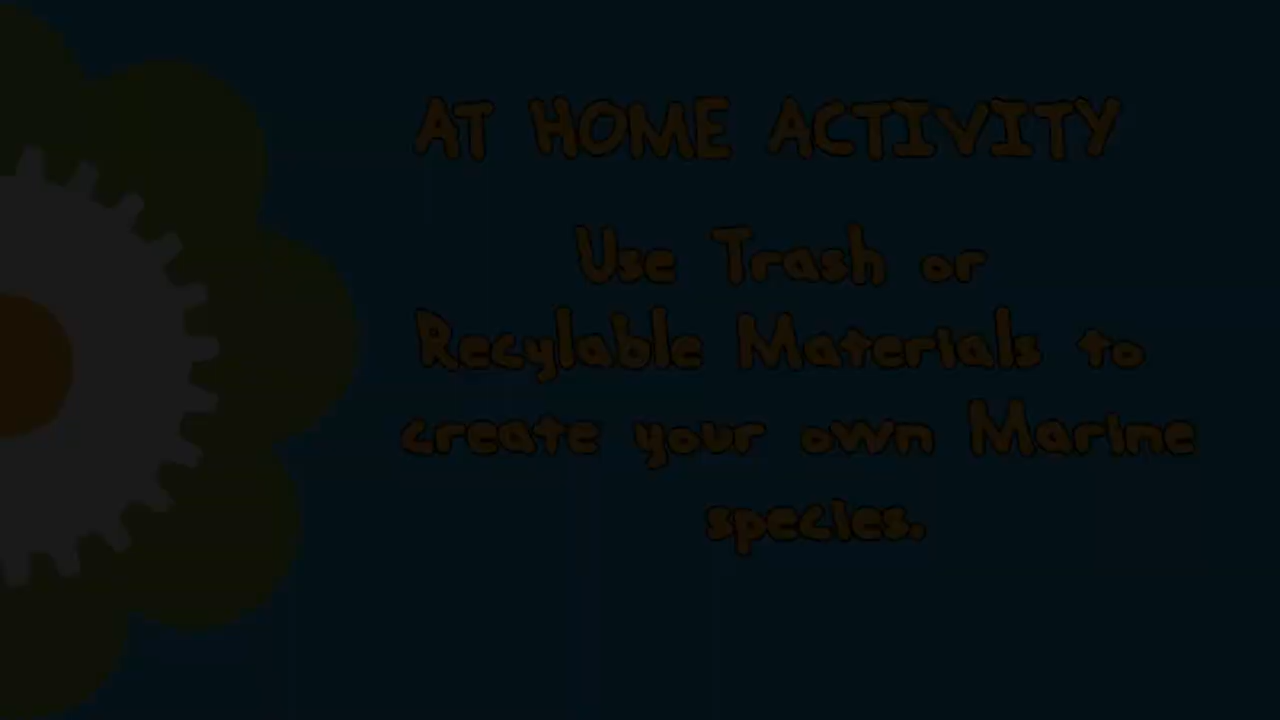 AT HOME ACTIVITY
Use Trash or
Recylable Materials to
create your own Marine
species.